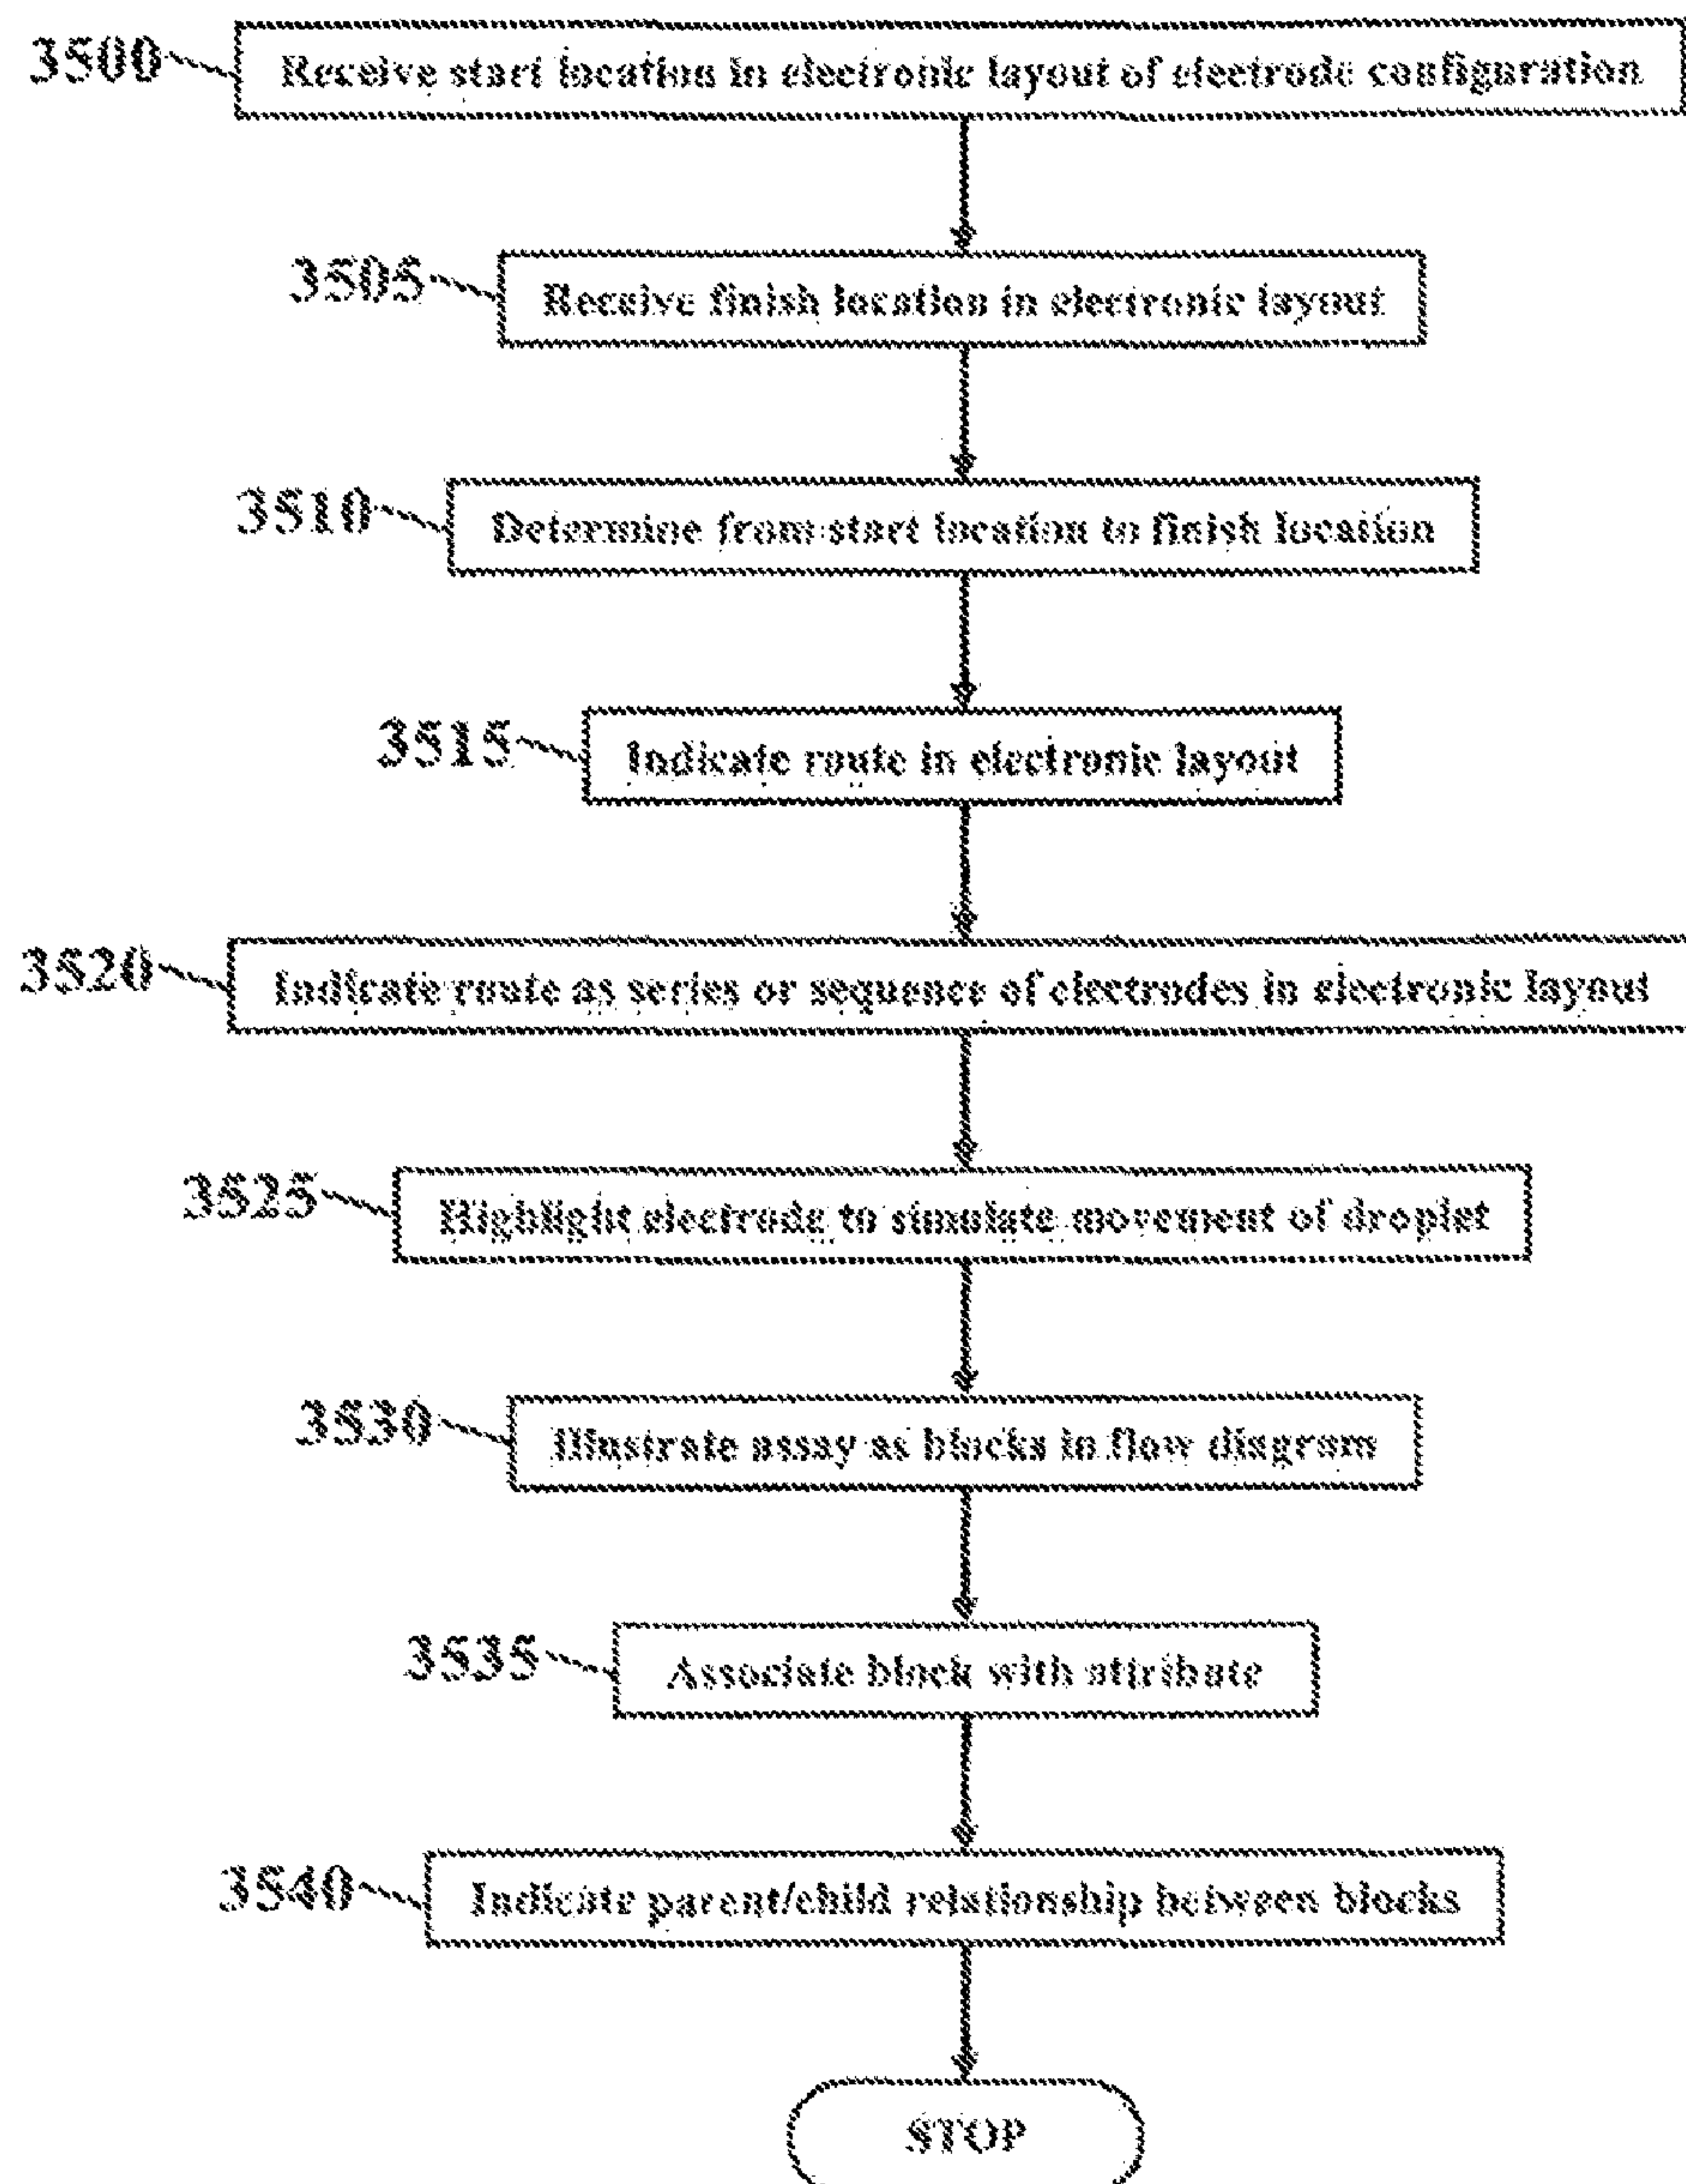 3500 Receive start location in electronic layout of electrode configuration
3505 Receive finish location in electronic layout
3510 Determine from start location to finish location
3515 Indicate route in electronic layout
3520 Indicate route as series or sequence of electrodes in electronic layout
3525 Highlight electrode to simulate movement of droplet
3530 Illustrate assay as blocks in flow diagram
3535 Associate block with attribute
3540 Indicate parent/child relationship between blocks
STOP